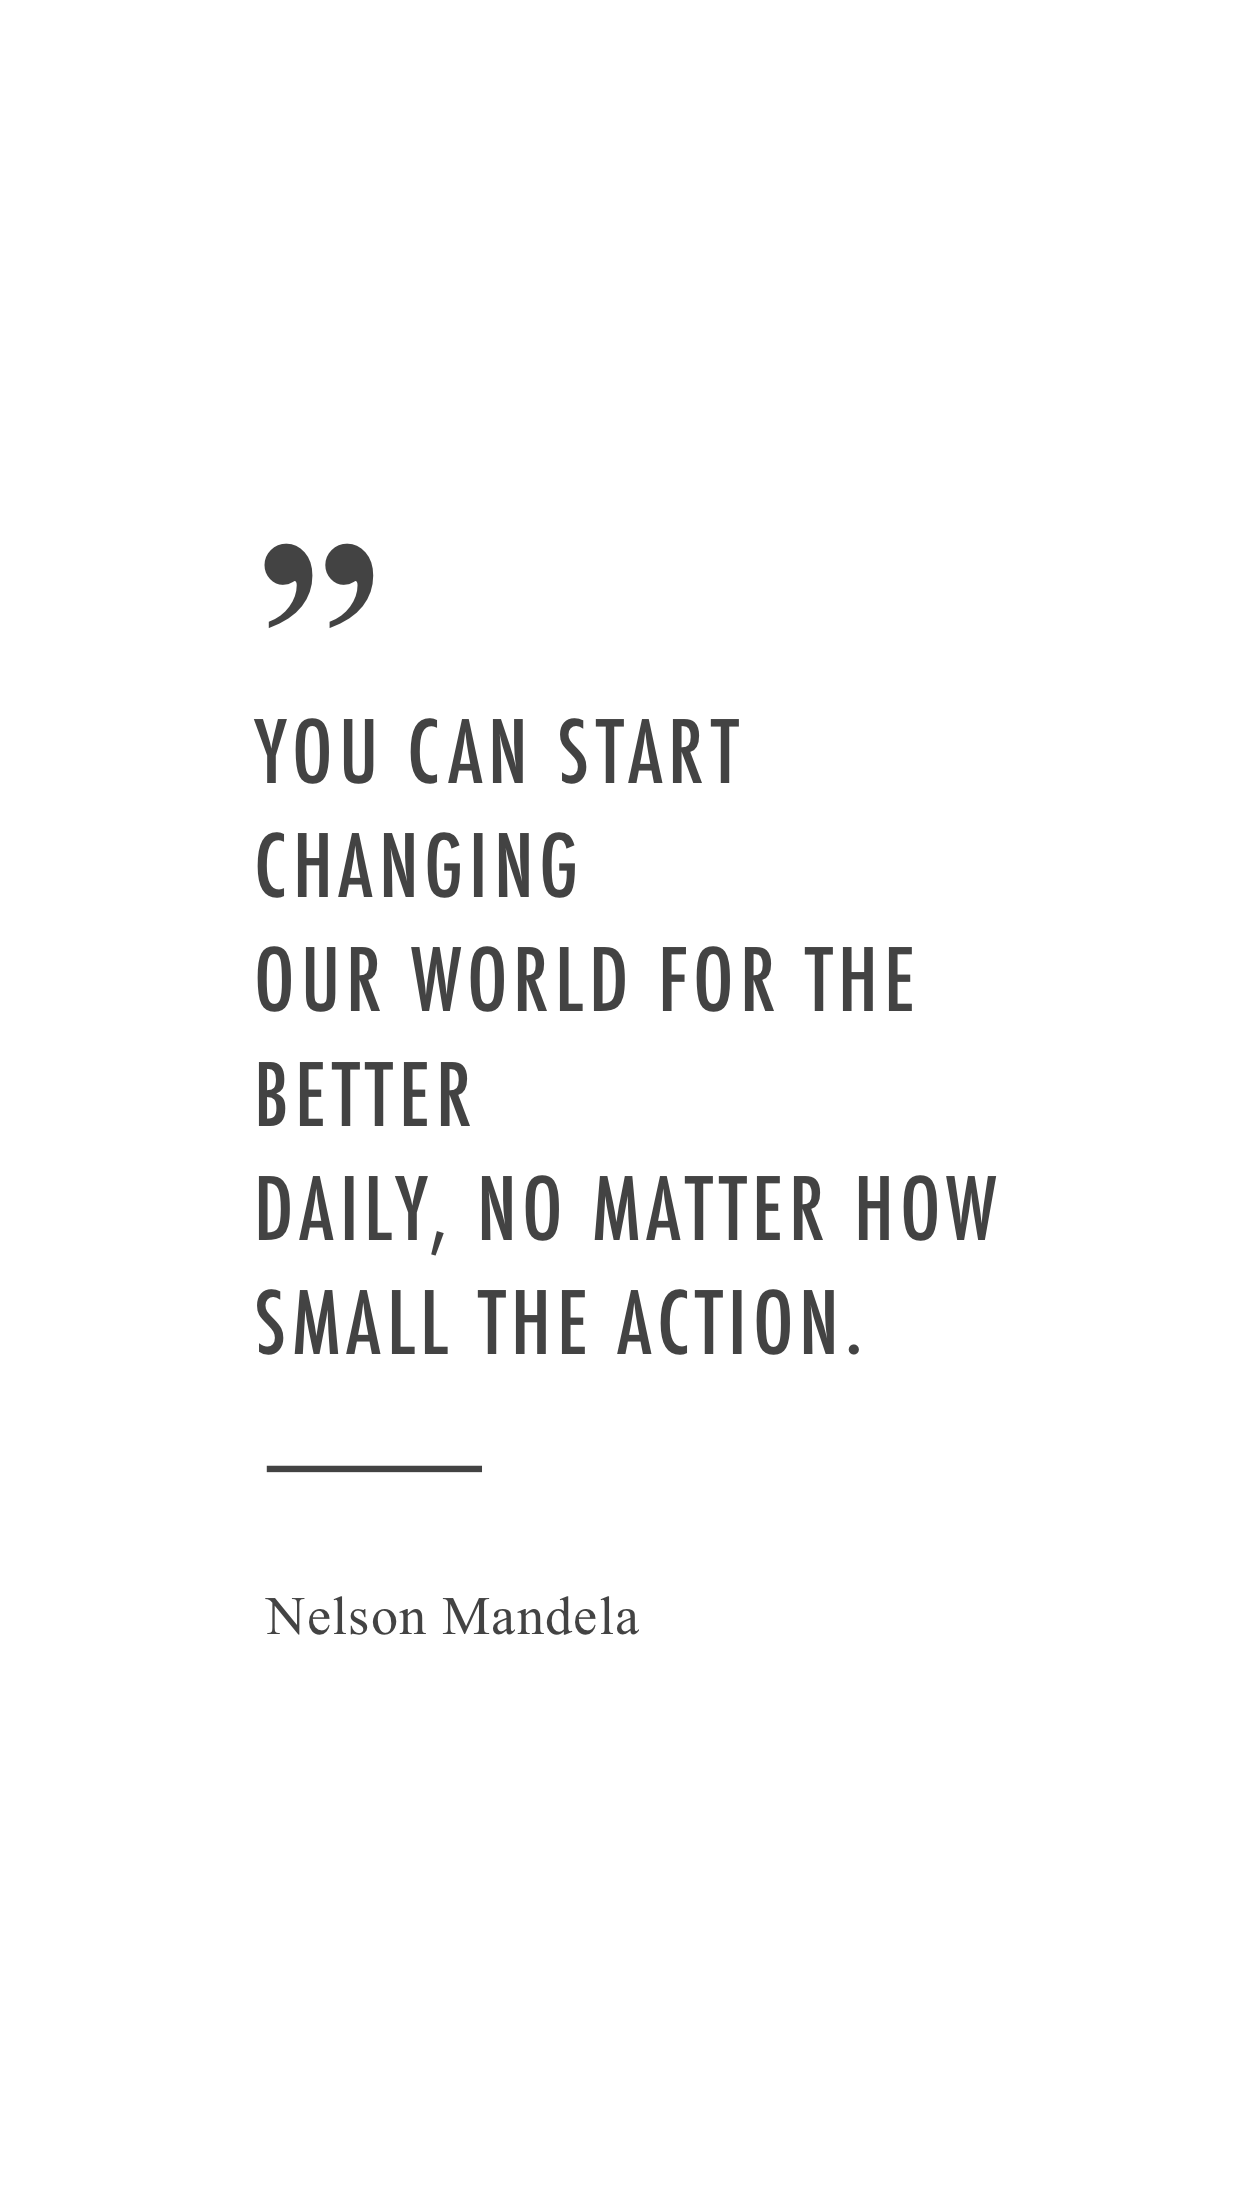 ”
YOU CAN START
CHANGING
OUR WORLD FOR THE
BETTER
DAILY, NO MATTER HOW
SMALL THE ACTION.
Nelson Mandela